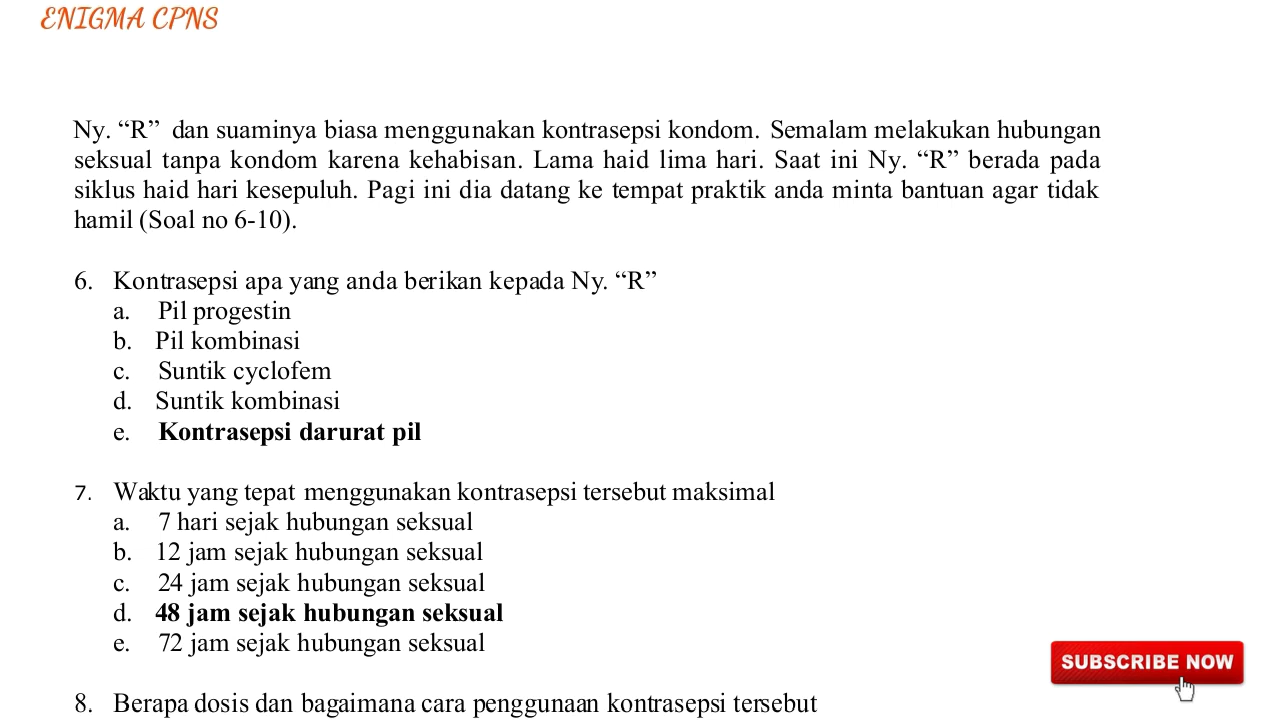 ENIGMA CPNS
Ny. “R” dan suaminya biasa menggunakan kontrasepsi kondom. Semalam melakukan hubungan
seksual tanpa kondom karena kehabisan. Lama haid lima hari. Saat ini Ny. “R” berada pada
siklus haid hari kesepuluh. Pagi ini dia datang ke tempat praktik anda minta bantuan agar tidak
hamil (Soal no 6-10).
6. Kontrasepsi apa yang anda berikan kepada Ny. “R”
a. Pil progestin
b. Pil kombinasi
c. Suntik cyclofem
d. Suntik kombinasi
e. Kontrasepsi darurat pil
7. Waktu yang tepat menggunakan kontrasepsi tersebut maksimal
a. 7 hari sejak hubungan seksual
b. 12 jam sejak hubungan seksual
c. 24 jam sejak hubungan seksual
d. 48 jam sejak hubungan seksual
e. 72 jam sejak hubungan seksual
SUBSCRIBE NOW
8. Berapa dosis dan bagaimana cara penggunaan kontrasepsi tersebut